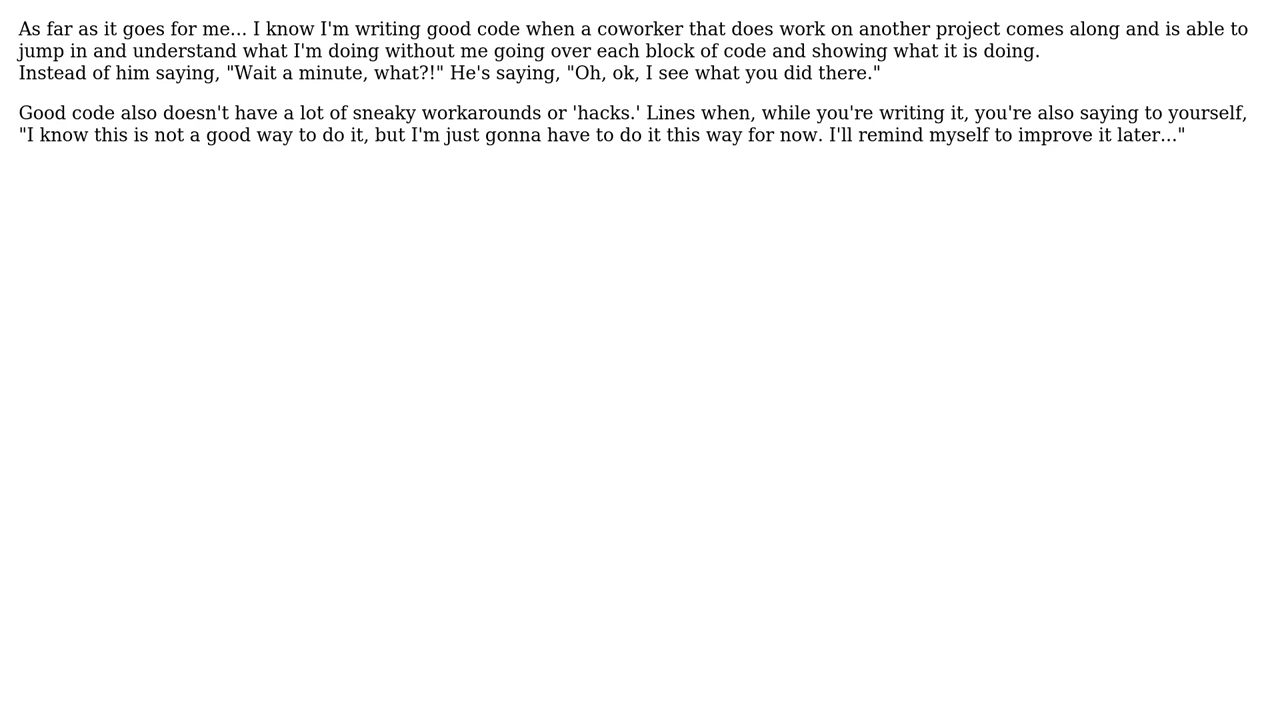 As far as it goes for me... I know I'm writing good code when a coworker that does work on another project comes along and is able to
jump in and understand what I'm doing without me going over each block of code and showing what it is doing.
Instead of him saying, "Wait a minute, what?!" He's saying, "Oh, ok, I see what you did there."
Good code also doesn't have a lot of sneaky workarounds or 'hacks.' Lines when, while you're writing it, you're also saying to yourself,
"I know this is not a good way to do it, but I'm just gonna have to do it this way for now. I'll remind myself to improve it later..."